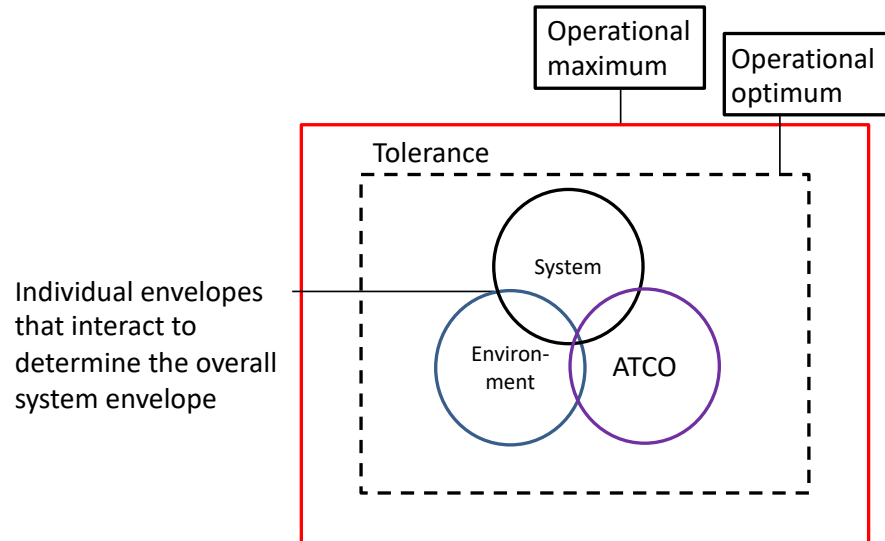 Operational
maximum
Operational
optimum
Tolerance
System
Individual envelopes
that interact to
determine the overall
system envelope
Environ-
ment
ATCO